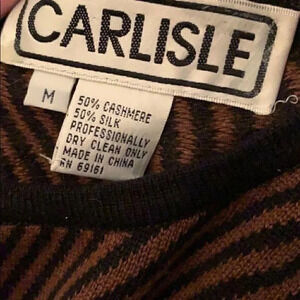 CARLISLE
M
50% CASHMERE
50% SILK
PROFESSIONALLY
DRY CLEAN ONLY
MADE IN CHINA
RN 69161